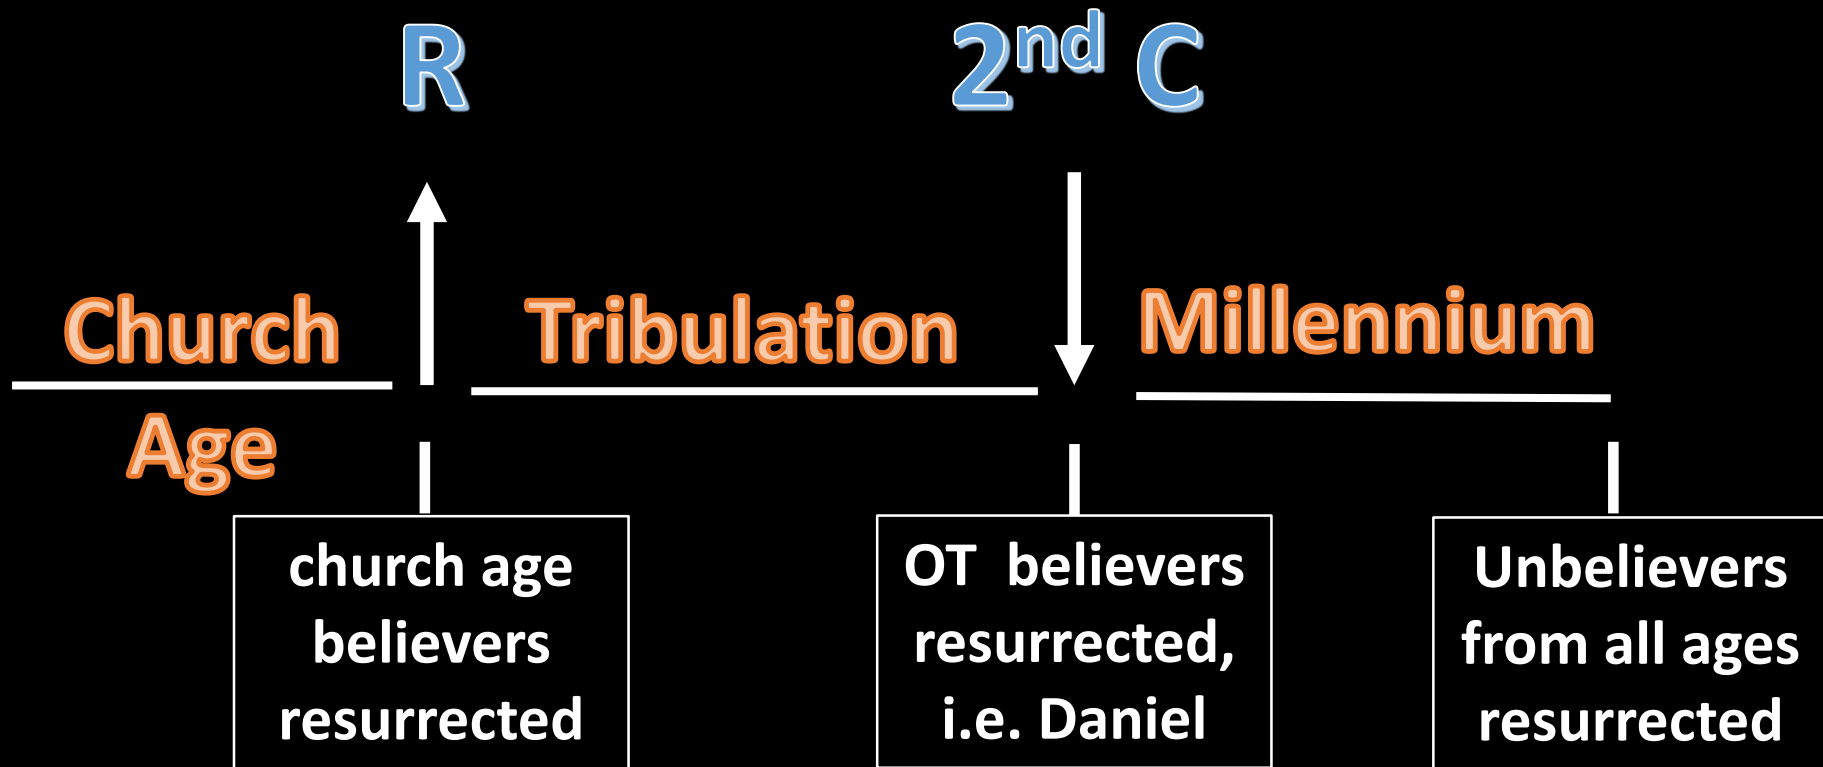 R
2nd C
Church
Age
Tribulation
Millennium
church age
believers
resurrected
OT believers
resurrected,
i.e. Daniel
Unbelievers
from all ages
resurrected